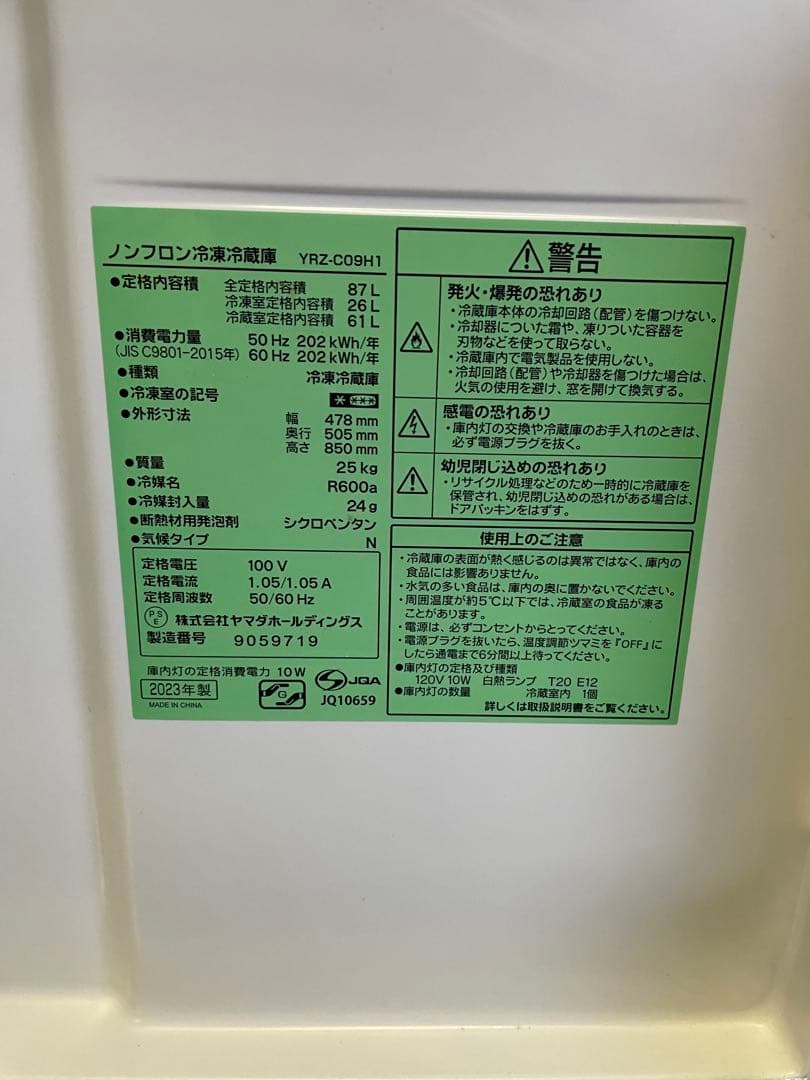 ノンフロン冷凍冷蔵庫 YRZ-C09H1
●定格内容積 全定格内容積 87 L
冷凍室定格内容積 26 L
冷蔵室定格内容積 61 L
●消費電力量 50 Hz 202 kWh/年
(JIS C9801-2015年) 60 Hz 202 kWh/年
●種類 冷凍冷蔵庫
●冷凍室の記号
●外形寸法 幅 478 mm
奥行 505 mm
高さ 850 mm
●質量 25 kg
●冷媒名 R600a
●冷媒封入量 24 g
●断熱材用発泡剤 シクロペンタン
●気候タイプ N
定格電圧 100 V
定格電流 1.05/1.05 A
定格周波数 50/60 Hz
PSE 株式会社ヤマダホールディングス
製造番号 9059719
庫内灯の定格消費電力 10W
2023年製
MADE IN CHINA
G
JQA
JQ10659
警告
発火・爆発の恐れあり
・冷蔵庫本体の冷却回路(配管)を傷つけない。
・冷却器についた霜や、凍りついた容器を
刃物などを使って取らない。
・冷蔵庫内で電気製品を使用しない。
・冷却回路(配管)や冷却器を傷つけた場合は、
火気の使用を避け、窓を開けて換気する。
感電の恐れあり
・庫内灯の交換や冷蔵庫のお手入れのときは、
必ず電源プラグを抜く。
幼児閉じ込めの恐れあり
・リサイクル処理などのため一時的に冷蔵庫を
保管され、幼児閉じ込めの恐れがある場合は、
ドアパッキンをはずす。
使用上のご注意
・冷蔵庫の表面が熱く感じるのは異常ではなく、庫内の
食品には影響ありません。
・水気の多い食品は、庫内の奥に置かないでください。
・周囲温度が約5℃以下では、冷蔵室の食品が凍る
ことがあります。
・電源は、必ずコンセントからとってください。
・電源プラグを抜いたら、温度調節ツマミを『OFF』に
したら通電まで6分間以上待ってください。
●庫内灯の定格及び種類
120V 10W 白熱ランプ T20 E12
●庫内灯の数量 冷蔵室内 1個
詳しくは取扱説明書をご覧ください。